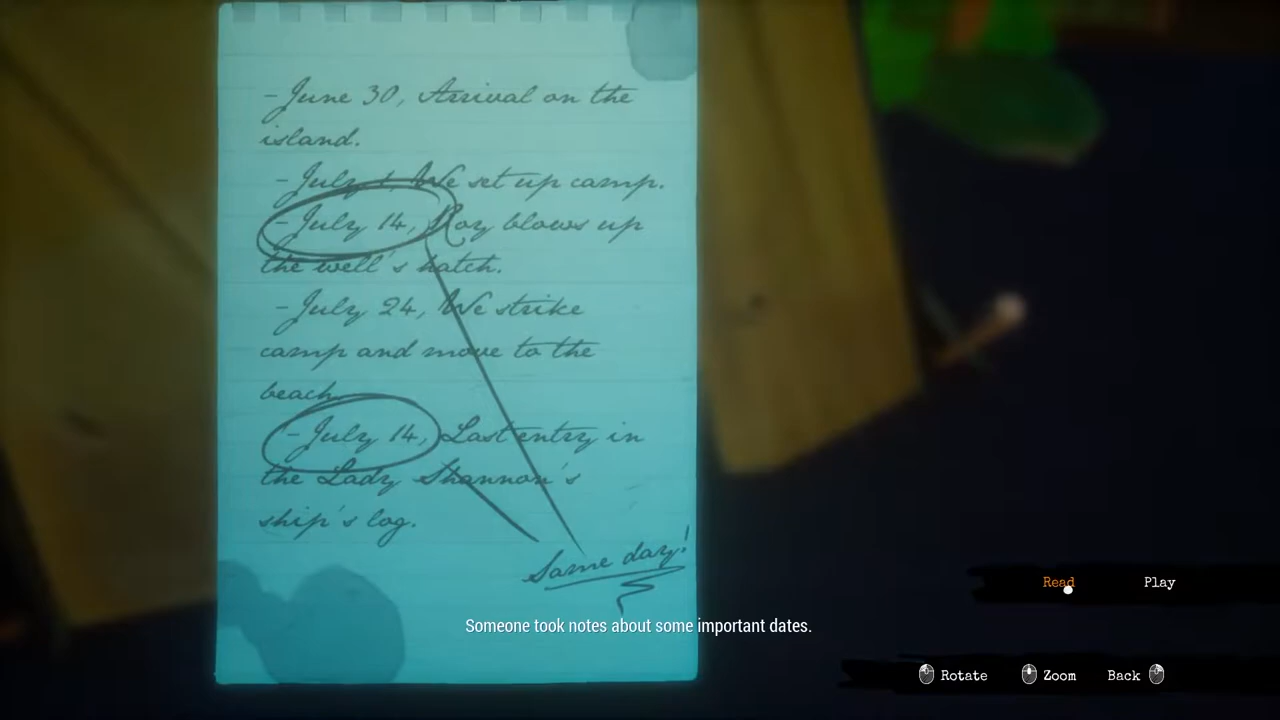 - June 30, Arrival on the
island.
- July 1 We set up camp.
- July 14, Roy blows up
the well's hatch.
- July 24, We strike
camp and move to the
beach.
- July 14, Last entry in
the Lady Shannon's
ship's log.
Same day!
Someone took notes about some important dates.
Read Play
Rotate Zoom Back